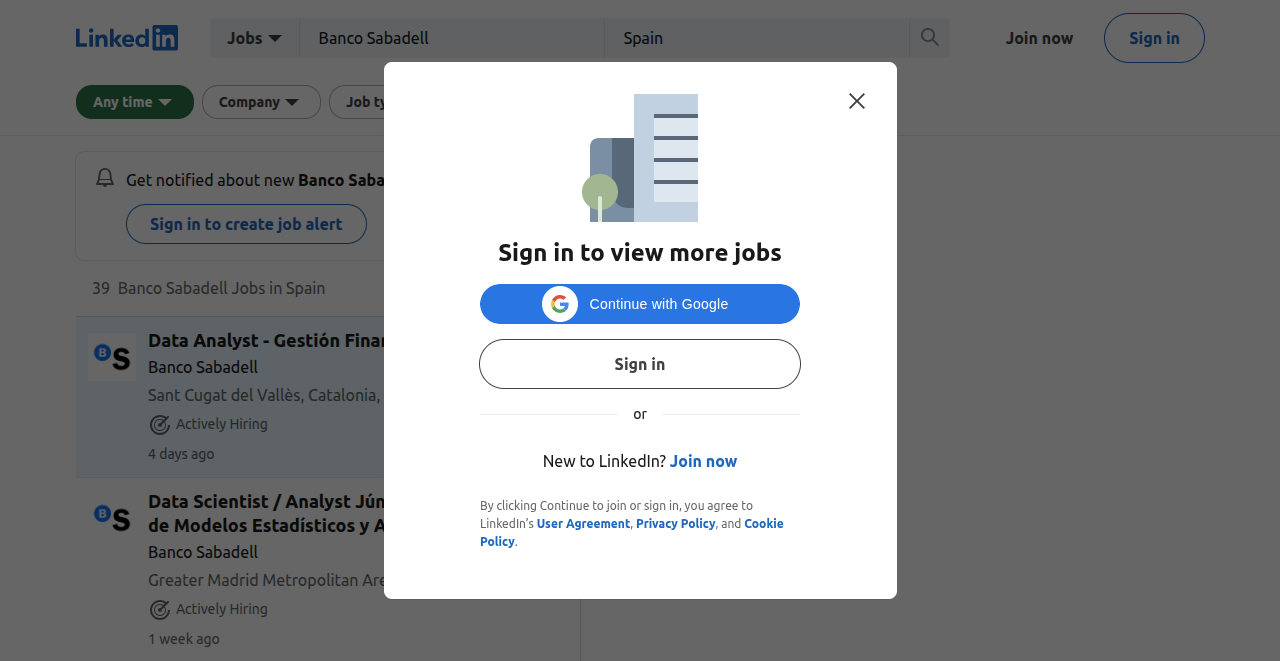 Linked in
Jobs
Banco Sabadell
Spain
Join now
Sign in
Any time
Company
Job ty
Get notified about new Banco Saba
Sign in to create job alert
39 Banco Sabadell Jobs in Spain
B S
Data Analyst - Gestión Finan
Banco Sabadell
Sant Cugat del Vallès, Catalonia,
Actively Hiring
4 days ago
B S
Data Scientist / Analyst Jún
de Modelos Estadísticos y A
Banco Sabadell
Greater Madrid Metropolitan Are
Actively Hiring
1 week ago
Sign in to view more jobs
G Continue with Google
Sign in
or
New to LinkedIn? Join now
By clicking Continue to join or sign in, you agree to
LinkedIn's User Agreement, Privacy Policy, and Cookie
Policy.